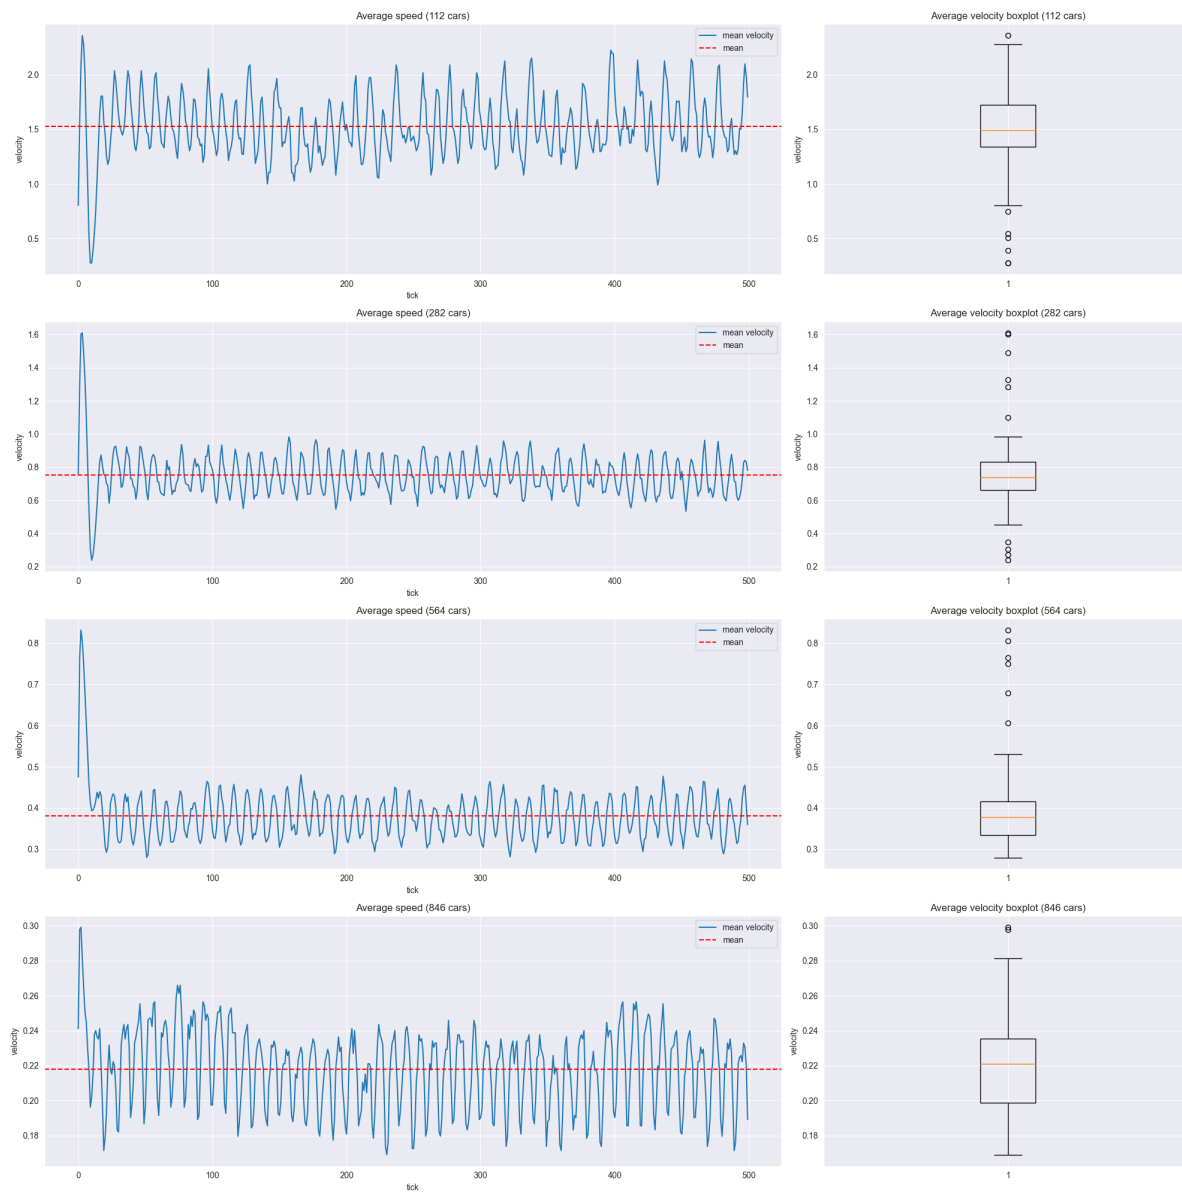 Average speed (112 cars)
mean velocity
mean
2.0
1.5
1.0
0.5
velocity
0
100
200
300
400
500
tick
Average velocity boxplot (112 cars)
2.0
1.5
1.0
0.5
velocity
1
Average speed (282 cars)
mean velocity
mean
1.6
1.4
1.2
1.0
0.8
0.6
0.4
0.2
velocity
0
100
200
300
400
500
tick
Average velocity boxplot (282 cars)
1.6
1.4
1.2
1.0
0.8
0.6
0.4
0.2
velocity
1
Average speed (564 cars)
mean velocity
mean
0.8
0.7
0.6
0.5
0.4
0.3
velocity
0
100
200
300
400
500
tick
Average velocity boxplot (564 cars)
0.8
0.7
0.6
0.5
0.4
0.3
velocity
1
Average speed (846 cars)
mean velocity
mean
0.30
0.28
0.26
0.24
0.22
0.20
0.18
velocity
0
100
200
300
400
500
tick
Average velocity boxplot (846 cars)
0.30
0.28
0.26
0.24
0.22
0.20
0.18
velocity
1